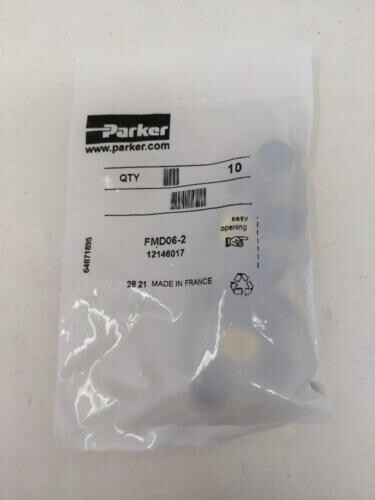 Parker
www.parker.com
QTY 10
easy
opening
FMD06-2
12146017
64871895
26 21 MADE IN FRANCE